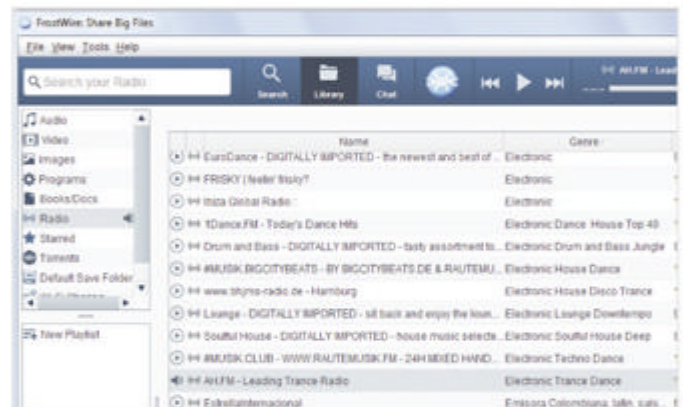 FrostWire: Share Big Files
File View Tools Help
Search your Radio
Search
Library
Chat
AH.FM - Lead
Audio
Video
Images
Programs
Books/Docs
Radio
Starred
Torrents
Default Save Folder
New Playlist
Name Genre
EuroDance - DIGITALLY IMPORTED - the newest and best of ... Electronic
FRISKY | feelin' frisky? Electronic
Ibiza Global Radio : Electronic
1Dance.FM - Today's Dance Hits Electronic Dance House Top 40
Drum and Bass - DIGITALLY IMPORTED - tasty assortment to... Electronic Drum and Bass Jungle
#MUSIK.BIGCITYBEATS - BY BIGCITYBEATS.DE & RAUTEMU... Electronic House Dance
www.bhjms-radio.de - Hamburg Electronic House Disco Trance
Lounge - DIGITALLY IMPORTED - sit back and enjoy the loun... Electronic Lounge Downtempo
Soulful House - DIGITALLY IMPORTED - house music selecte... Electronic Soulful House Deep
#MUSIK.CLUB - WWW.RAUTEMUSIK.FM - 24H MIXED HAND... Electronic Techno Dance
AH.FM - Leading Trance Radio Electronic Trance Dance
EstrellaInternacional Emisora Colombiana, latin, sals...